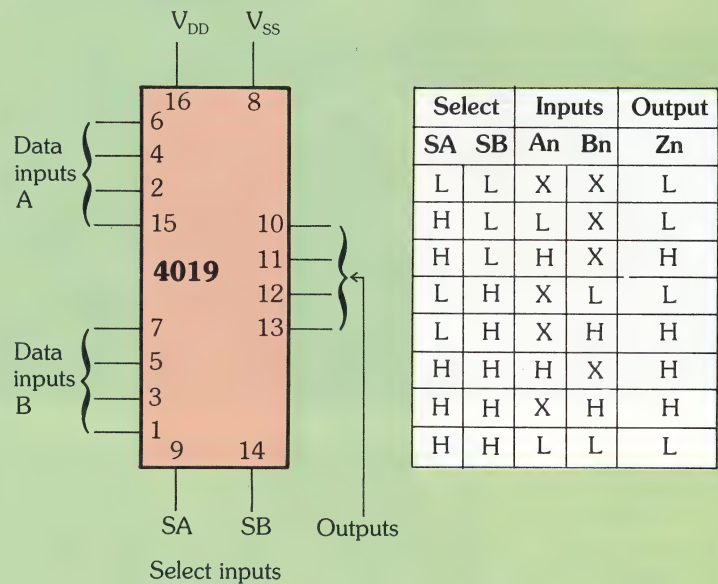 V_DD V_SS
16 8
6
4
2
15
Data
inputs
A
4019
10
11
12
13
7
5
3
1
Data
inputs
B
9 14
SA SB Outputs
Select inputs
Select Inputs Output
SA SB An Bn Zn
L L X X L
H L L X L
H L H X H
L H X L L
L H X H H
H H H X H
H H X H H
H H L L L